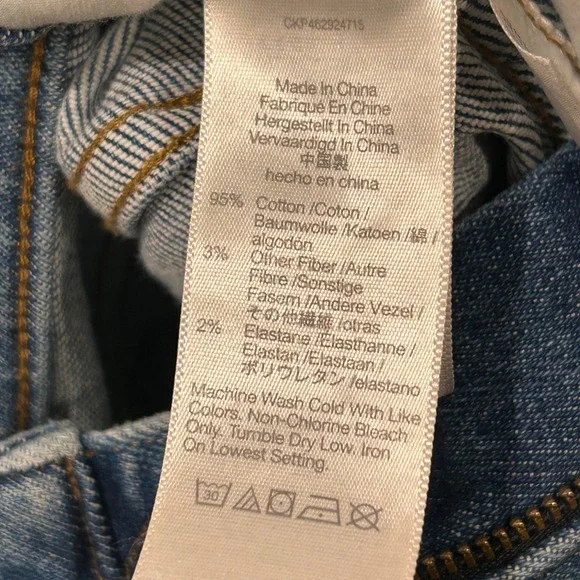 CKP462924715
Made In China
Fabriqué En Chine
Hergestellt In China
Vervaardigd In China
中国製
hecho en china
95% Cotton /Coton /
Baumwolle /Katoen /綿 /
algodon
3% Other Fiber /Autre
Fibre /Sonstige
Fasern /Andere Vezel /
その他繊維 /otras
2% Elastane /Elasthanne /
Elastan /Elastaan /
ポリウレタン /elastano
Machine Wash Cold With Like
Colors. Non-Chlorine Bleach
Only. Tumble Dry Low. Iron
On Lowest Setting.
30